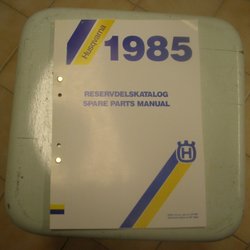 Husqvarna
1985
RESERVDELSKATALOG
SPARE PARTS MANUAL